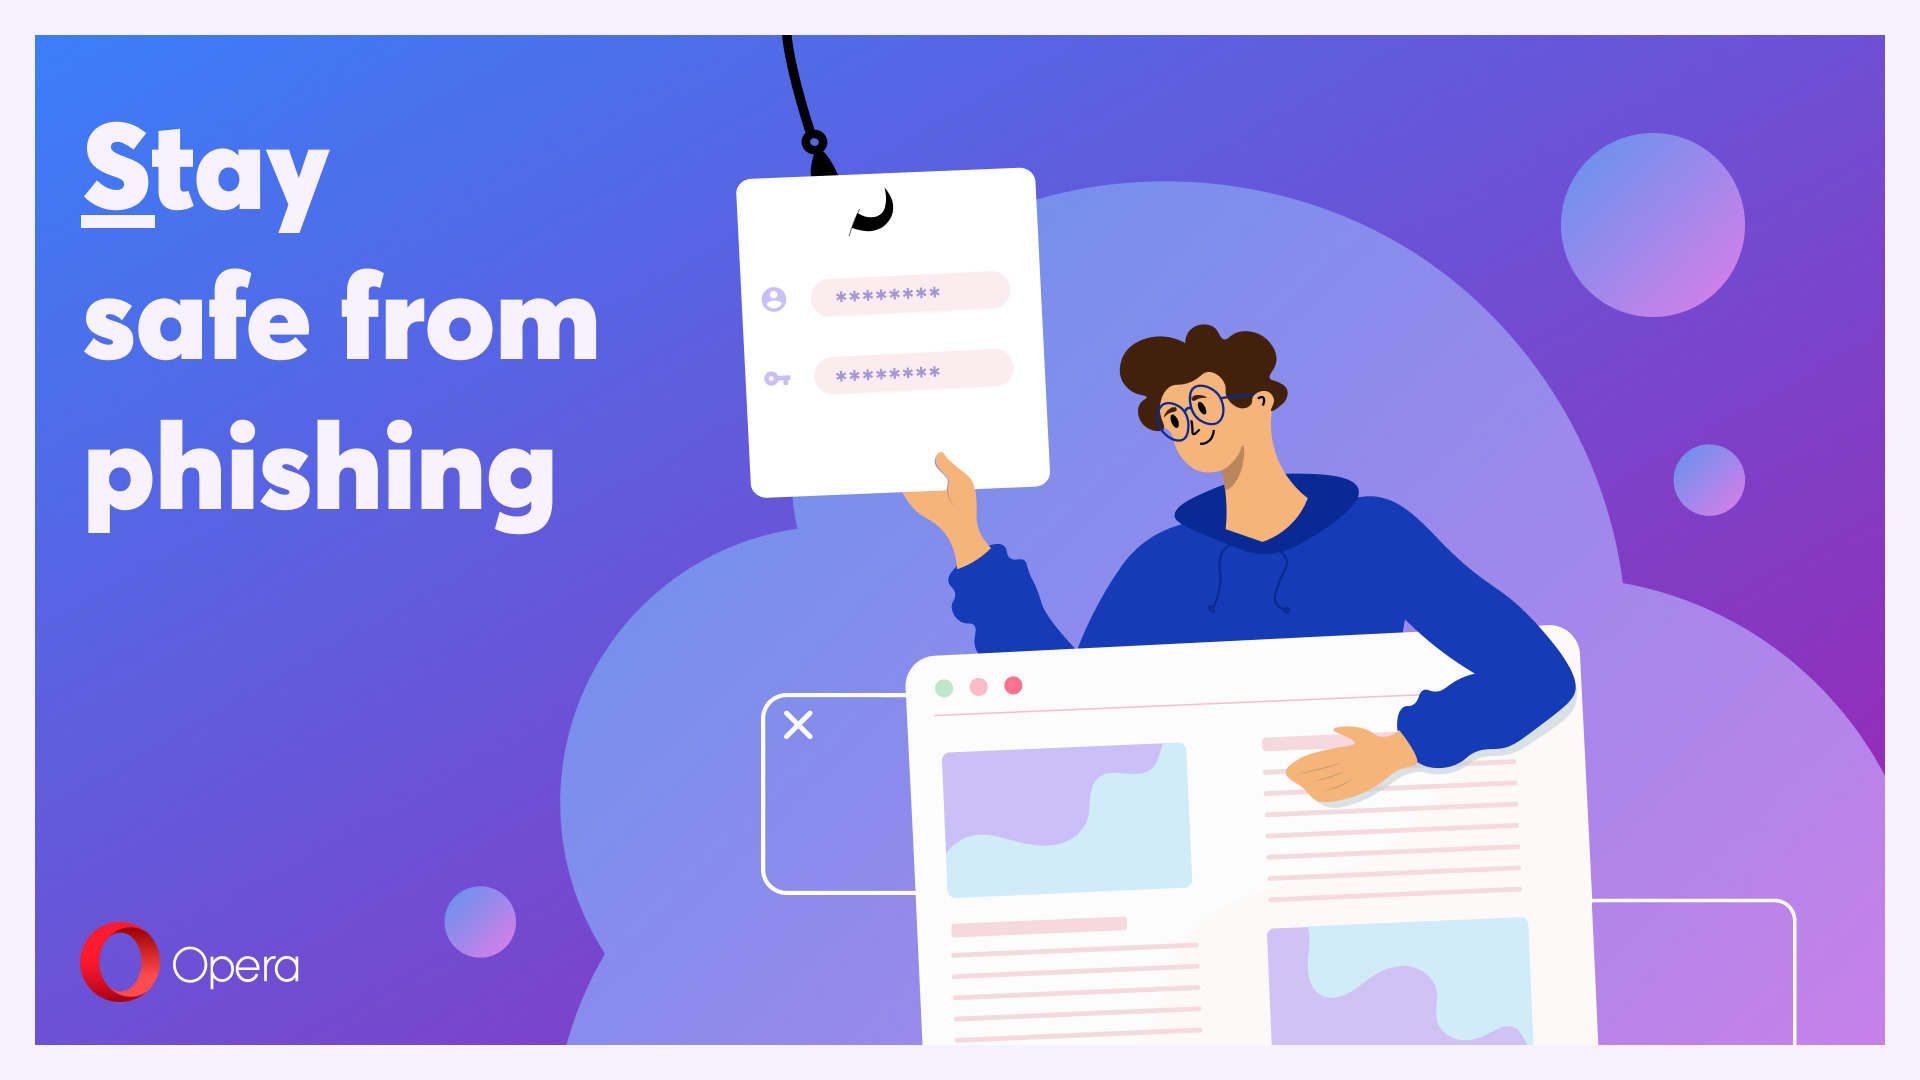 Stay
safe from
phishing
********
********
Opera